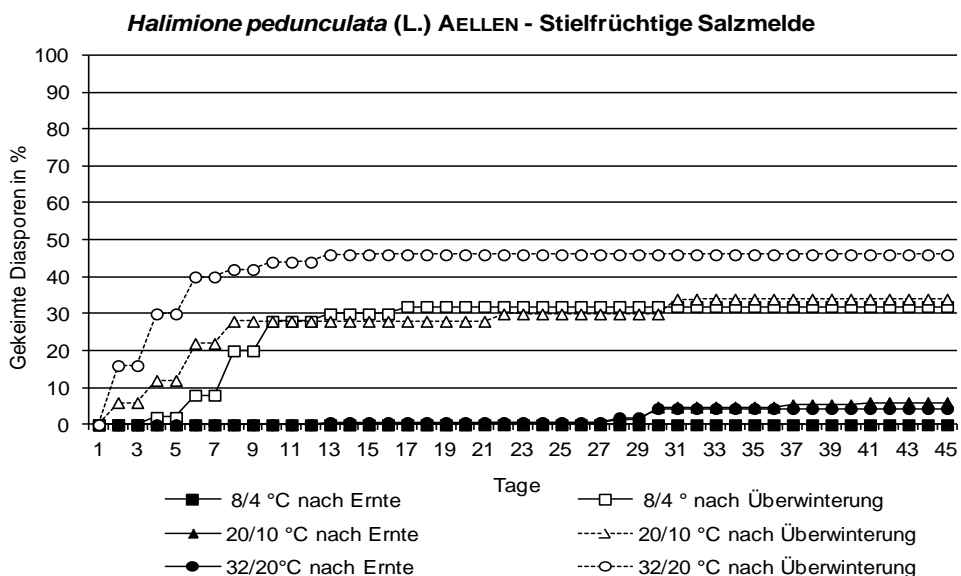 Halimione pedunculata (L.) AELLEN - Stielfrüchtige Salzmelde
Gekeimte Diasporen in %
100
90
80
70
60
50
40
30
20
10
0
1 3 5 7 9 11 13 15 17 19 21 23 25 27 29 31 33 35 37 39 41 43 45
Tage
8/4 °C nach Ernte
8/4 ° nach Überwinterung
20/10 °C nach Ernte
20/10 °C nach Überwinterung
32/20°C nach Ernte
32/20 °C nach Überwinterung